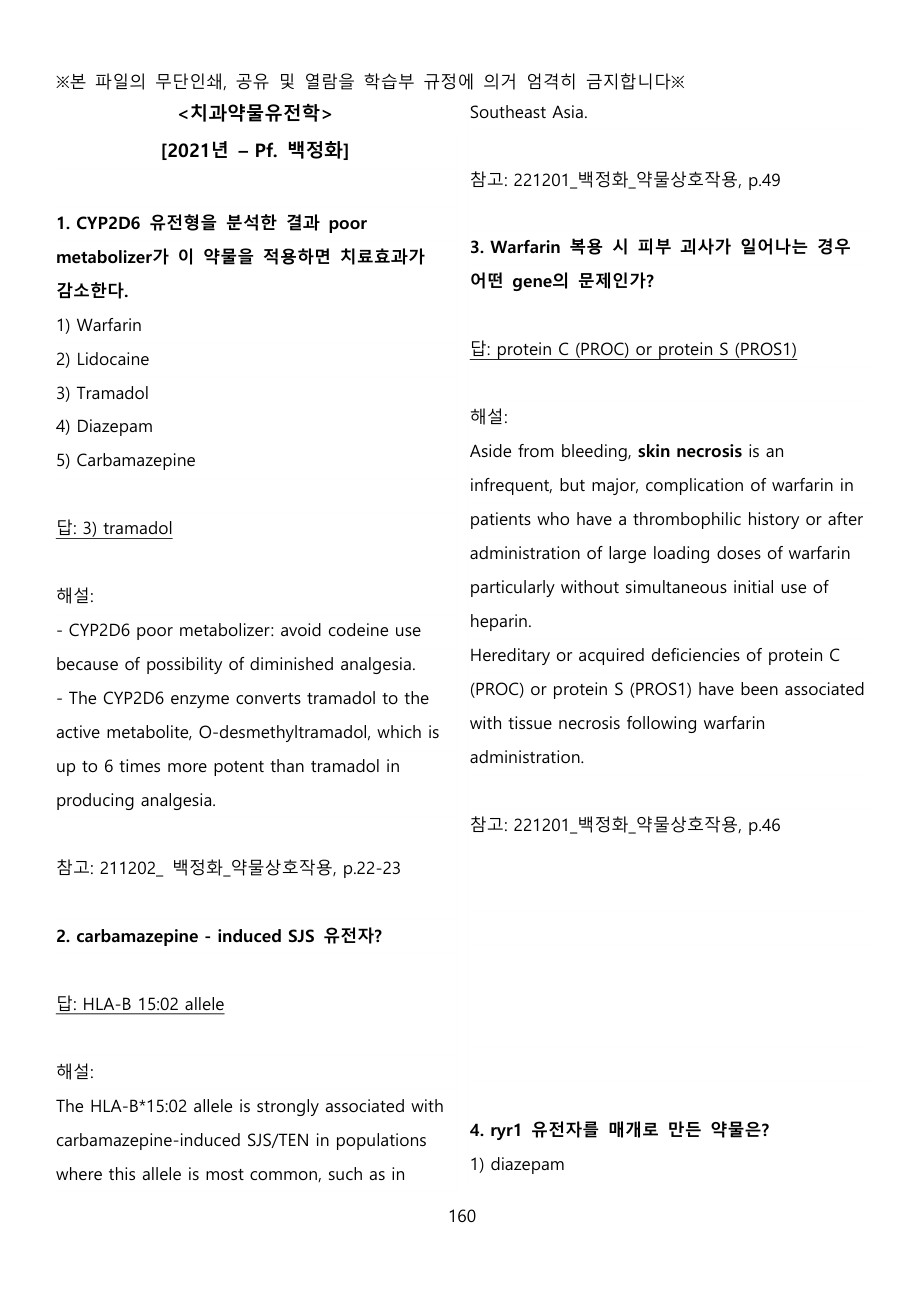 ※본 파일의 무단인쇄, 공유 및 열람을 학습부 규정에 의거 엄격히 금지합니다※
<치과약물유전학>
[2021년 – Pf. 백정화]
1. CYP2D6 유전형을 분석한 결과 poor
metabolizer가 이 약물을 적용하면 치료효과가
감소한다.
1) Warfarin
2) Lidocaine
3) Tramadol
4) Diazepam
5) Carbamazepine
답: 3) tramadol
해설:
- CYP2D6 poor metabolizer: avoid codeine use
because of possibility of diminished analgesia.
- The CYP2D6 enzyme converts tramadol to the
active metabolite, O-desmethyltramadol, which is
up to 6 times more potent than tramadol in
producing analgesia.
참고: 211202_ 백정화_약물상호작용, p.22-23
2. carbamazepine - induced SJS 유전자?
답: HLA-B 15:02 allele
해설:
The HLA-B*15:02 allele is strongly associated with
carbamazepine-induced SJS/TEN in populations
where this allele is most common, such as in
Southeast Asia.
참고: 221201_백정화_약물상호작용, p.49
3. Warfarin 복용 시 피부 괴사가 일어나는 경우
어떤 gene의 문제인가?
답: protein C (PROC) or protein S (PROS1)
해설:
Aside from bleeding, skin necrosis is an
infrequent, but major, complication of warfarin in
patients who have a thrombophilic history or after
administration of large loading doses of warfarin
particularly without simultaneous initial use of
heparin.
Hereditary or acquired deficiencies of protein C
(PROC) or protein S (PROS1) have been associated
with tissue necrosis following warfarin
administration.
참고: 221201_백정화_약물상호작용, p.46
4. ryr1 유전자를 매개로 만든 약물은?
1) diazepam
160